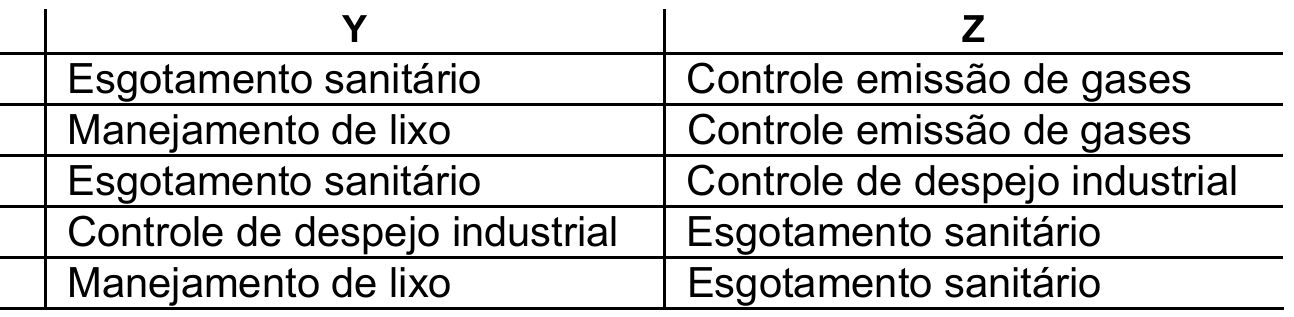 Y Z
Esgotamento sanitário Controle emissão de gases
Manejamento de lixo Controle emissão de gases
Esgotamento sanitário Controle de despejo industrial
Controle de despejo industrial Esgotamento sanitário
Manejamento de lixo Esgotamento sanitário